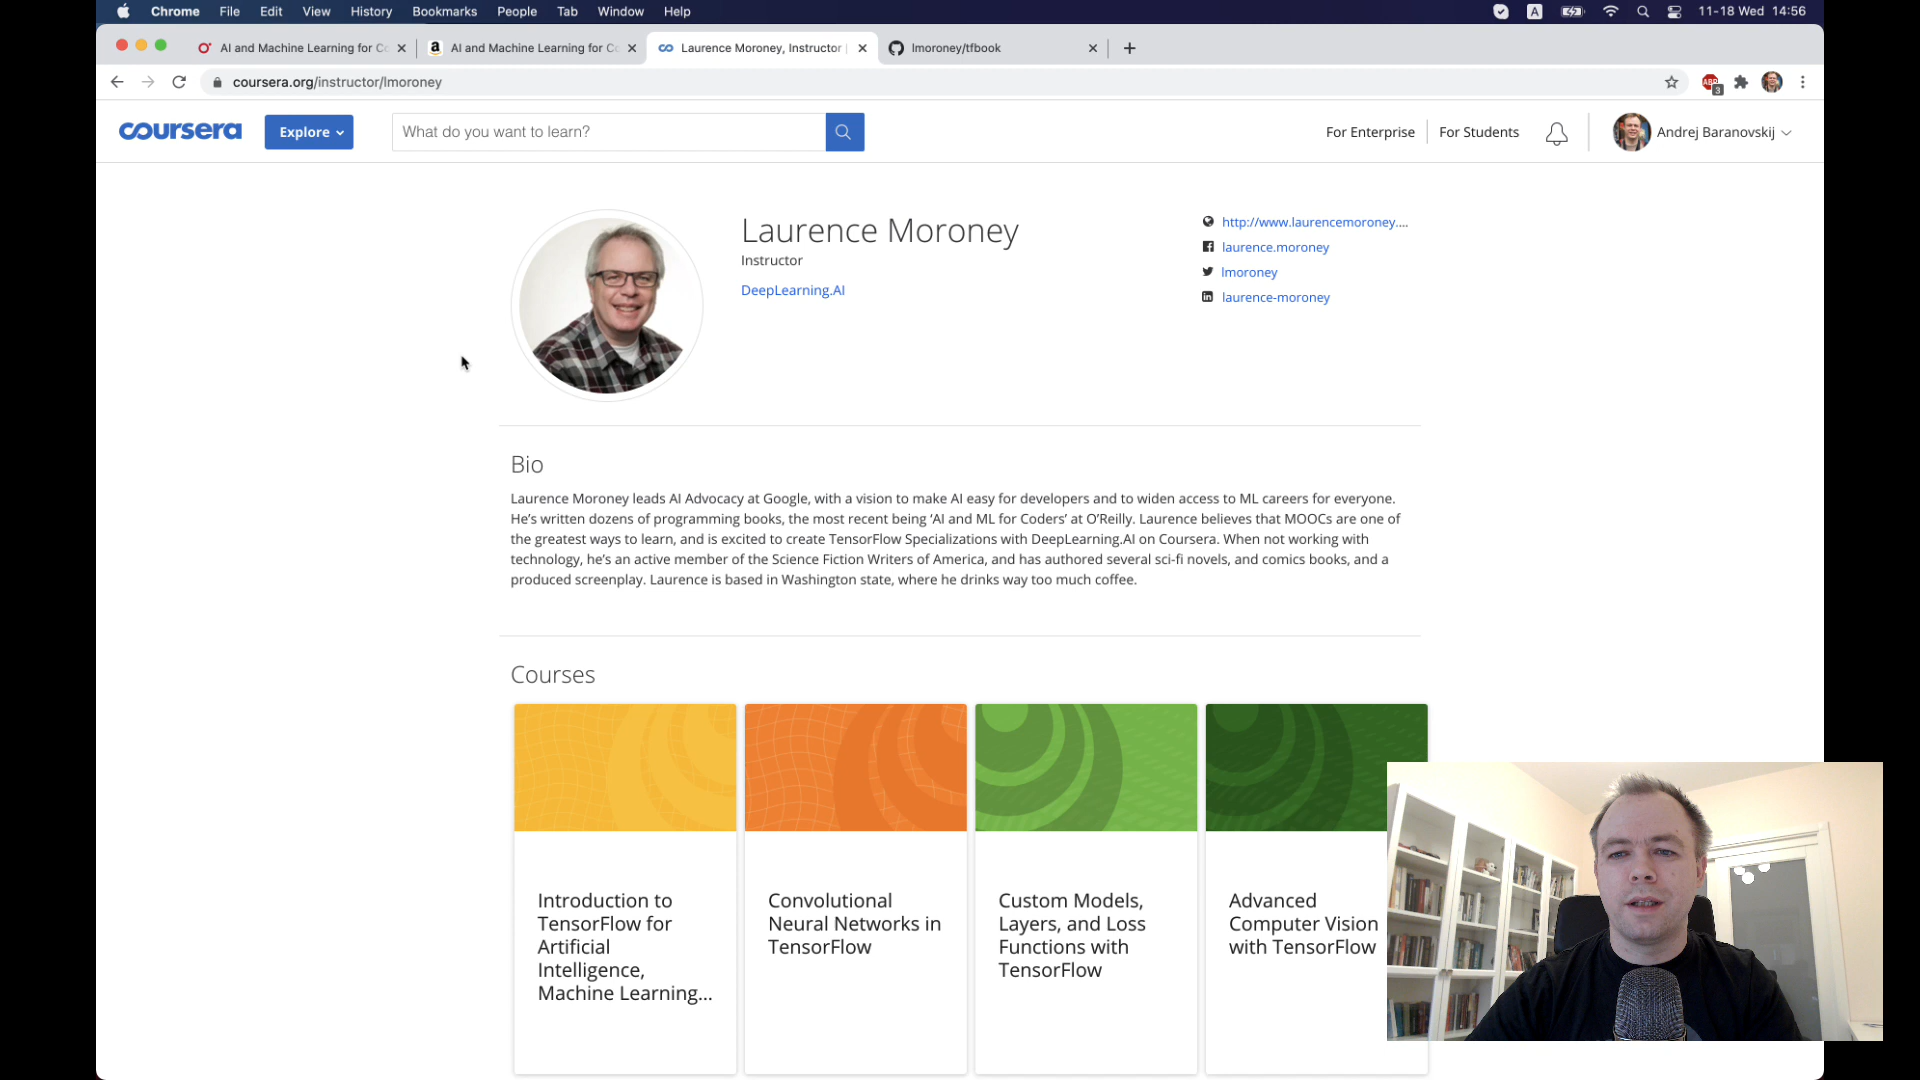 Chrome File Edit View History Bookmarks People Tab Window Help
A
11-18 Wed 14:56
AI and Machine Learning for Co
AI and Machine Learning for Co
Laurence Moroney, Instructor
lmoroney/tfbook
coursera.org/instructor/lmoroney
ABP
3
coursera
Explore
What do you want to learn?
For Enterprise
For Students
Andrej Baranovskij
Laurence Moroney
Instructor
DeepLearning.AI
http://www.laurencemoroney....
laurence.moroney
lmoroney
laurence-moroney
Bio
Laurence Moroney leads AI Advocacy at Google, with a vision to make AI easy for developers and to widen access to ML careers for everyone.
He’s written dozens of programming books, the most recent being ‘AI and ML for Coders’ at O’Reilly. Laurence believes that MOOCs are one of
the greatest ways to learn, and is excited to create TensorFlow Specializations with DeepLearning.AI on Coursera. When not working with
technology, he’s an active member of the Science Fiction Writers of America, and has authored several sci-fi novels, and comics books, and a
produced screenplay. Laurence is based in Washington state, where he drinks way too much coffee.
Courses
Introduction to
TensorFlow for
Artificial
Intelligence,
Machine Learning...
Convolutional
Neural Networks in
TensorFlow
Custom Models,
Layers, and Loss
Functions with
TensorFlow
Advanced
Computer Vision
with TensorFlow